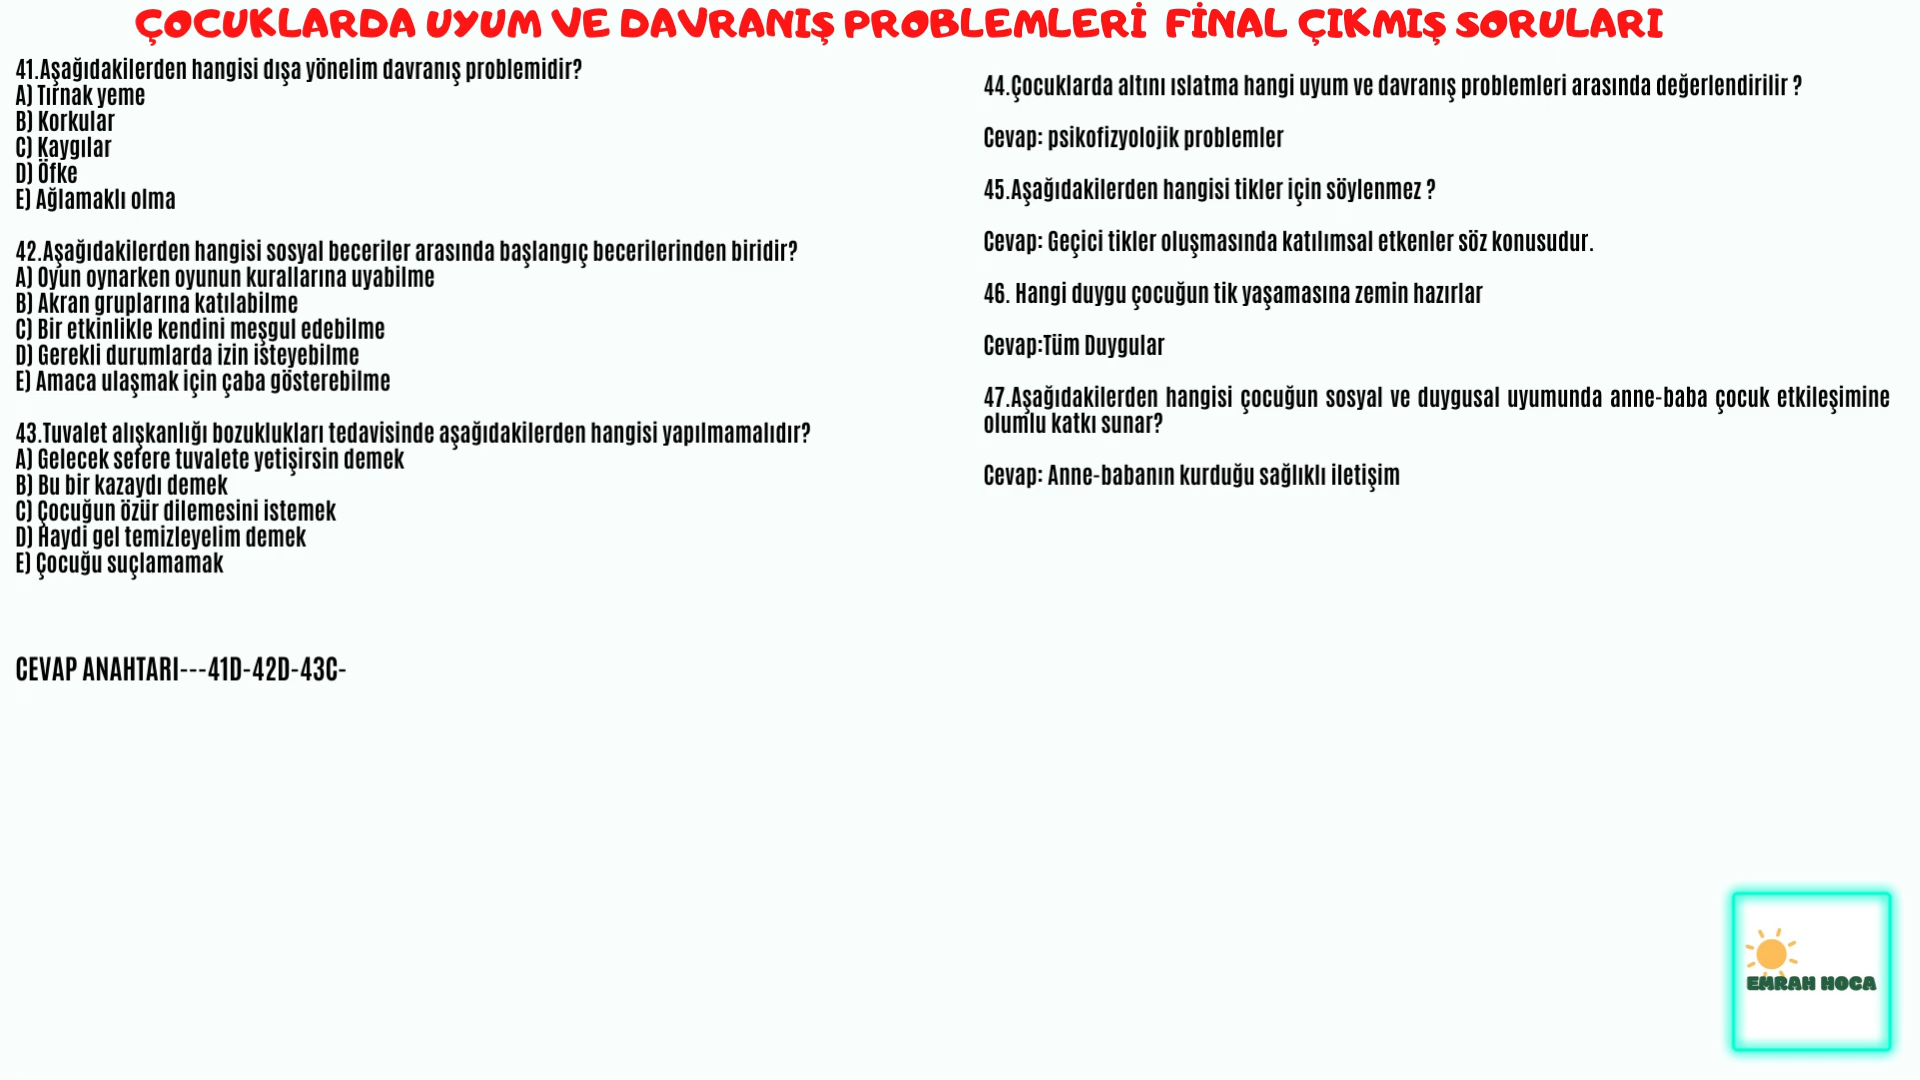 ÇOCUKLARDA UYUM VE DAVRANIŞ PROBLEMLERİ FİNAL ÇIKMIŞ SORULARI
41.Aşağıdakilerden hangisi dışa yönelim davranış problemidir?
A) Tırnak yeme
B) Korkular
C) Kaygılar
D) Öfke
E) Ağlamaklı olma
42.Aşağıdakilerden hangisi sosyal beceriler arasında başlangıç becerilerinden biridir?
A) Oyun oynarken oyunun kurallarına uyabilme
B) Akran gruplarına katılabilme
C) Bir etkinlikle kendini meşgul edebilme
D) Gerekli durumlarda izin isteyebilme
E) Amaca ulaşmak için çaba gösterebilme
43.Tuvalet alışkanlığı bozuklukları tedavisinde aşağıdakilerden hangisi yapılmamalıdır?
A) Gelecek sefere tuvalete yetişirsin demek
B) Bu bir kazaydı demek
C) Çocuğun özür dilemesini istemek
D) Haydi gel temizleyelim demek
E) Çocuğu suçlamamak
CEVAP ANAHTARI---41D-42D-43C-
44.Çocuklarda altını ıslatma hangi uyum ve davranış problemleri arasında değerlendirilir ?
Cevap: psikofizyolojik problemler
45.Aşağıdakilerden hangisi tikler için söylenmez ?
Cevap: Geçici tikler oluşmasında katılımsal etkenler söz konusudur.
46. Hangi duygu çocuğun tik yaşamasına zemin hazırlar
Cevap:Tüm Duygular
47.Aşağıdakilerden hangisi çocuğun sosyal ve duygusal uyumunda anne-baba çocuk etkileşimine
olumlu katkı sunar?
Cevap: Anne-babanın kurduğu sağlıklı iletişim
EMRAH HOCA